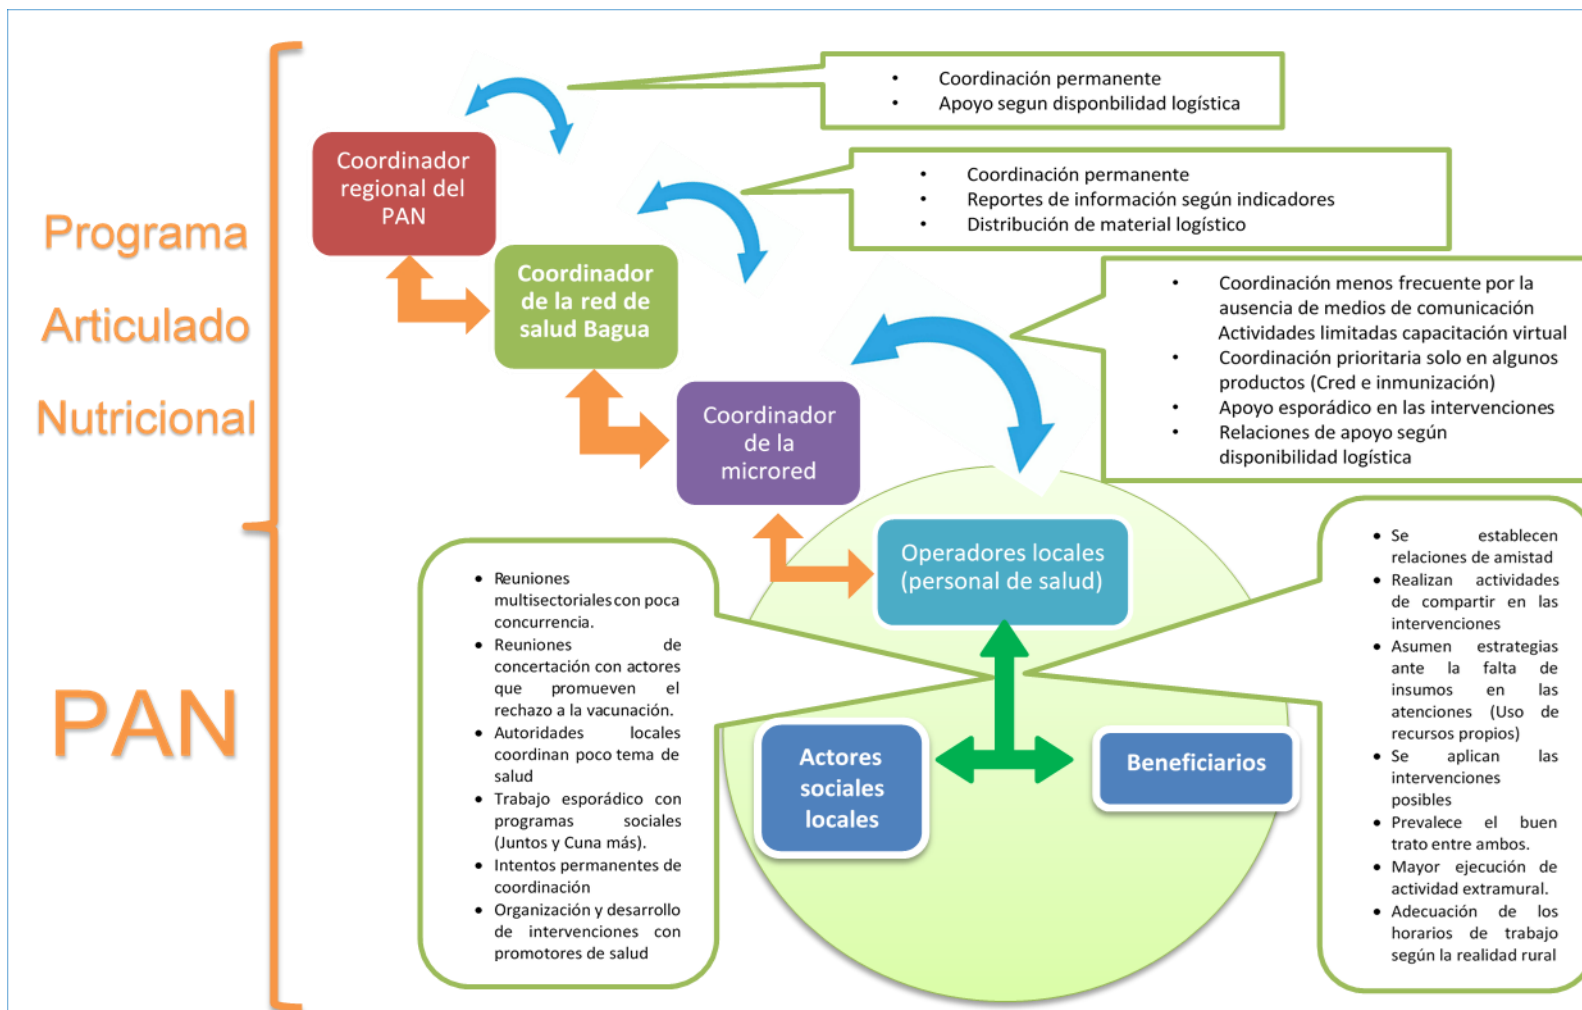 Programa
Articulado
Nutricional
PAN
Coordinador
regional del
PAN
Coordinador
de la red de
salud Bagua
Coordinador
de la
microred
Operadores locales
(personal de salud)
Actores
sociales
locales
Beneficiarios
• Coordinación permanente
• Apoyo segun disponbilidad logística
• Coordinación permanente
• Reportes de información según indicadores
• Distribución de material logístico
• Coordinación menos frecuente por la
ausencia de medios de comunicación
Actividades limitadas capacitación virtual
• Coordinación prioritaria solo en algunos
productos (Cred e inmunización)
• Apoyo esporádico en las intervenciones
• Relaciones de apoyo según
disponibilidad logística
• Reuniones
multisectoriales con poca
concurrencia.
• Reuniones de
concertación con actores
que promueven el
rechazo a la vacunación.
• Autoridades locales
coordinan poco tema de
salud
• Trabajo esporádico con
programas sociales
(Juntos y Cuna más).
• Intentos permanentes de
coordinación
• Organización y desarrollo
de intervenciones con
promotores de salud
• Se establecen
relaciones de amistad
• Realizan actividades
de compartir en las
intervenciones
• Asumen estrategias
ante la falta de
insumos en las
atenciones (Uso de
recursos propios)
• Se aplican las
intervenciones
posibles
• Prevalece el buen
trato entre ambos.
• Mayor ejecución de
actividad extramural.
• Adecuación de los
horarios de trabajo
según la realidad rural